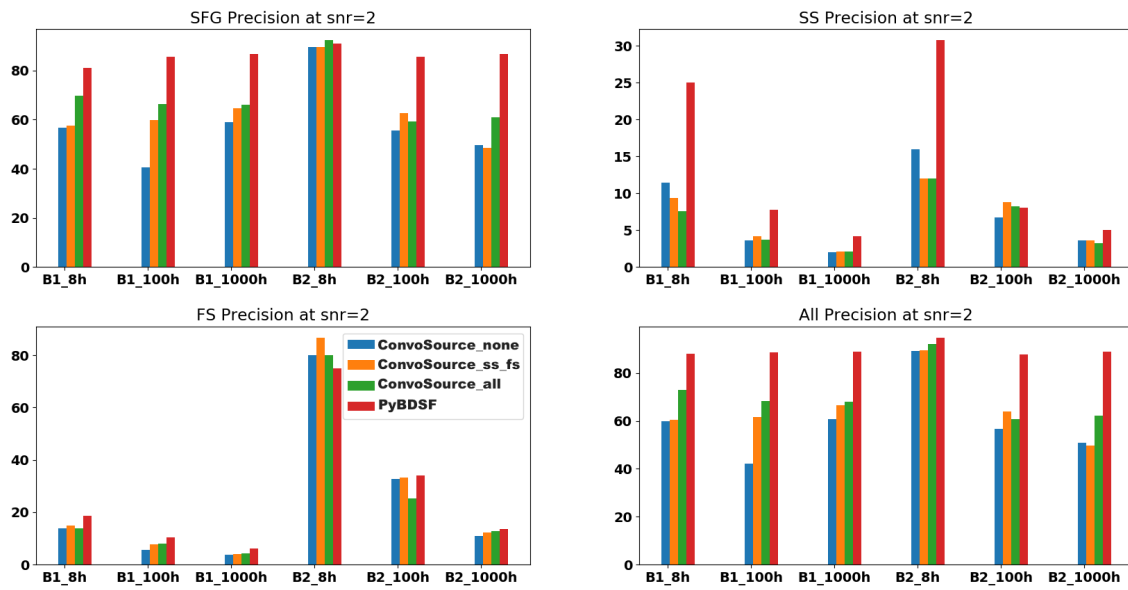 SFG Precision at snr=2
80
60
40
20
0
B1_8h B1_100h B1_1000h B2_8h B2_100h B2_1000h
SS Precision at snr=2
30
25
20
15
10
5
0
B1_8h B1_100h B1_1000h B2_8h B2_100h B2_1000h
FS Precision at snr=2
80
60
40
20
0
ConvoSource_none
ConvoSource_ss_fs
ConvoSource_all
PyBDSF
B1_8h B1_100h B1_1000h B2_8h B2_100h B2_1000h
All Precision at snr=2
80
60
40
20
0
B1_8h B1_100h B1_1000h B2_8h B2_100h B2_1000h